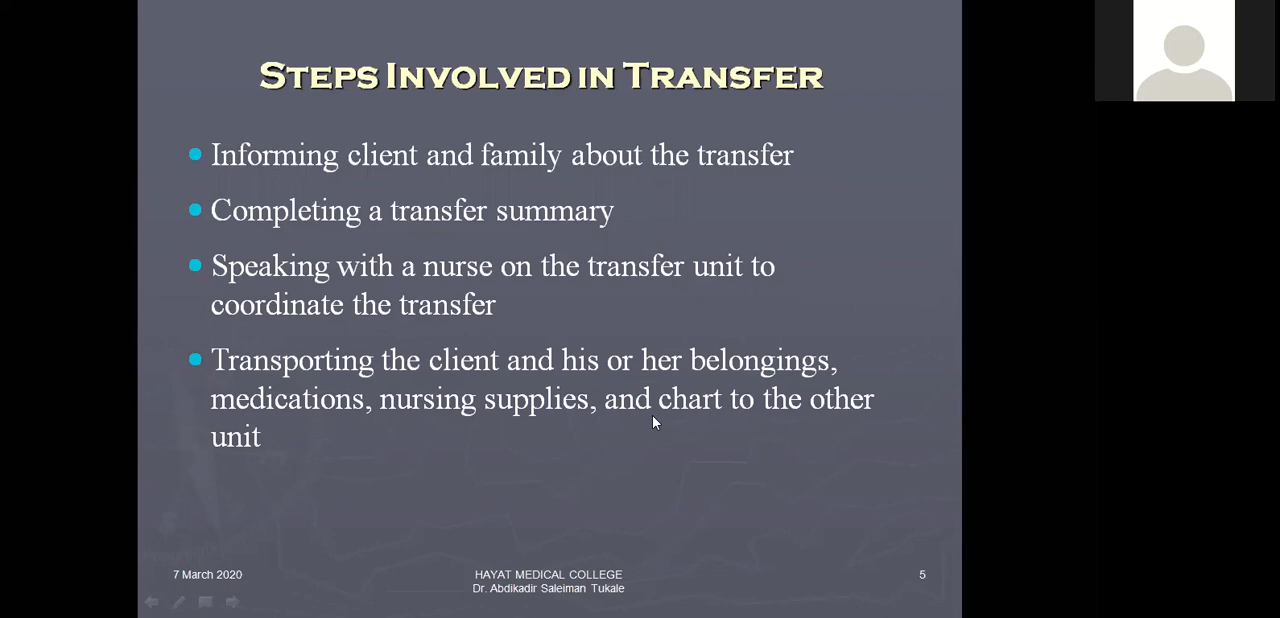 STEPS INVOLVED IN TRANSFER
Informing client and family about the transfer
Completing a transfer summary
Speaking with a nurse on the transfer unit to
coordinate the transfer
Transporting the client and his or her belongings,
medications, nursing supplies, and chart to the other
unit
7 March 2020
HAYAT MEDICAL COLLEGE
Dr. Abdikadir Saleiman Tukale
5